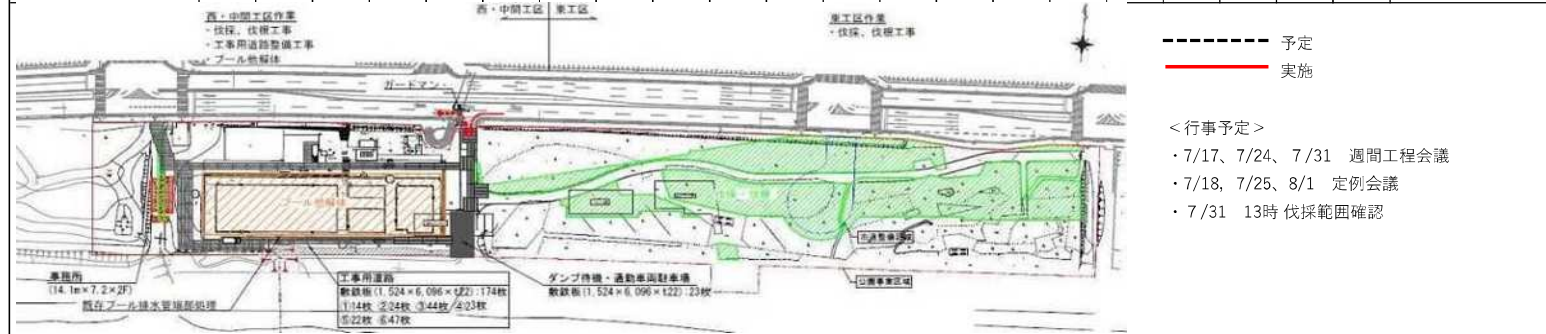 西・中間工区作業
・伐採、伐根工事
・工事用道路整備工事
・プール他解体
西・中間工区
東工区
東工区作業
・伐採、伐根工事
ガードマン
プール他解体
事務所
(14.1m×7.2×2F)
既存プール排水管端部処理
工事用道路
敷鉄板(1.524×6.096×t22):174枚
①14枚 ②24枚 ③44枚 ④23枚
⑤22枚 ⑥47枚
ダンプ待機・通勤車両駐車場
敷鉄板(1.524×6.096×t22):23枚
公園事業区域
予定
実施
<行事予定>
・7/17、7/24、7/31 週間工程会議
・7/18, 7/25、8/1 定例会議
・7/31 13時 伐採範囲確認